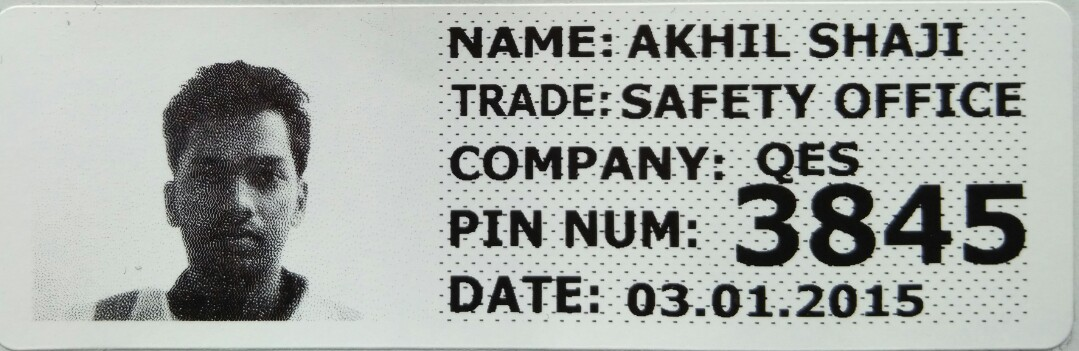 NAME: AKHIL SHAJI
TRADE: SAFETY OFFICE
COMPANY: QES
PIN NUM: 3845
DATE: 03.01.2015